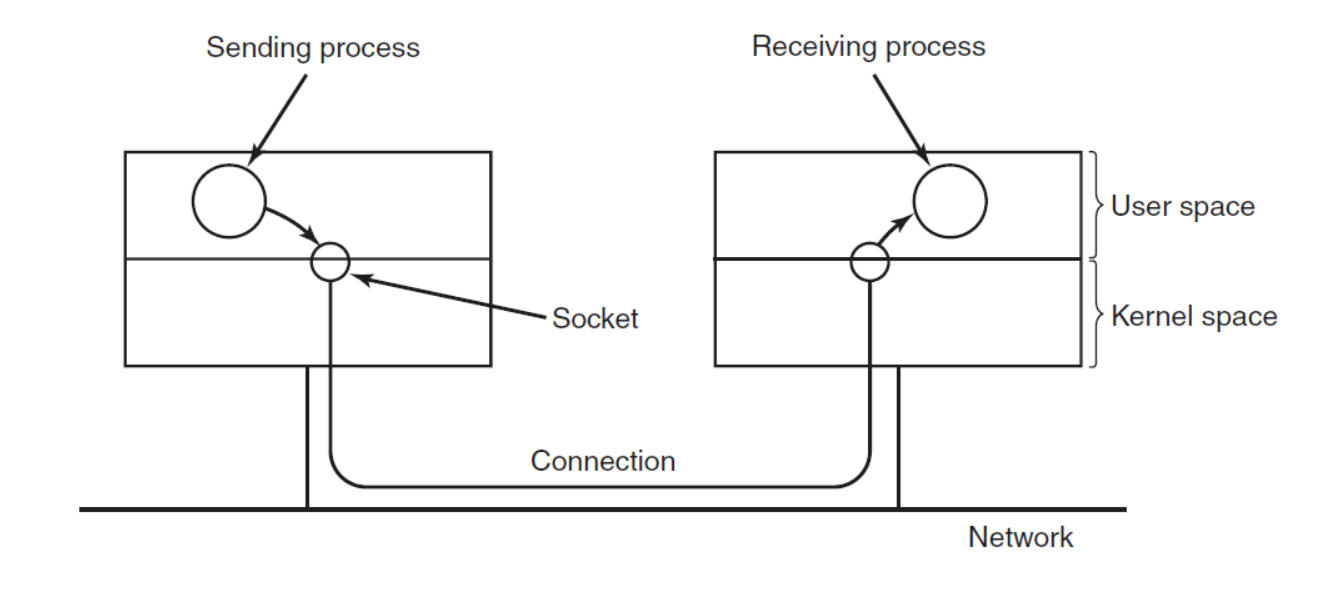 Sending process
Receiving process
User space
Socket
Kernel space
Connection
Network